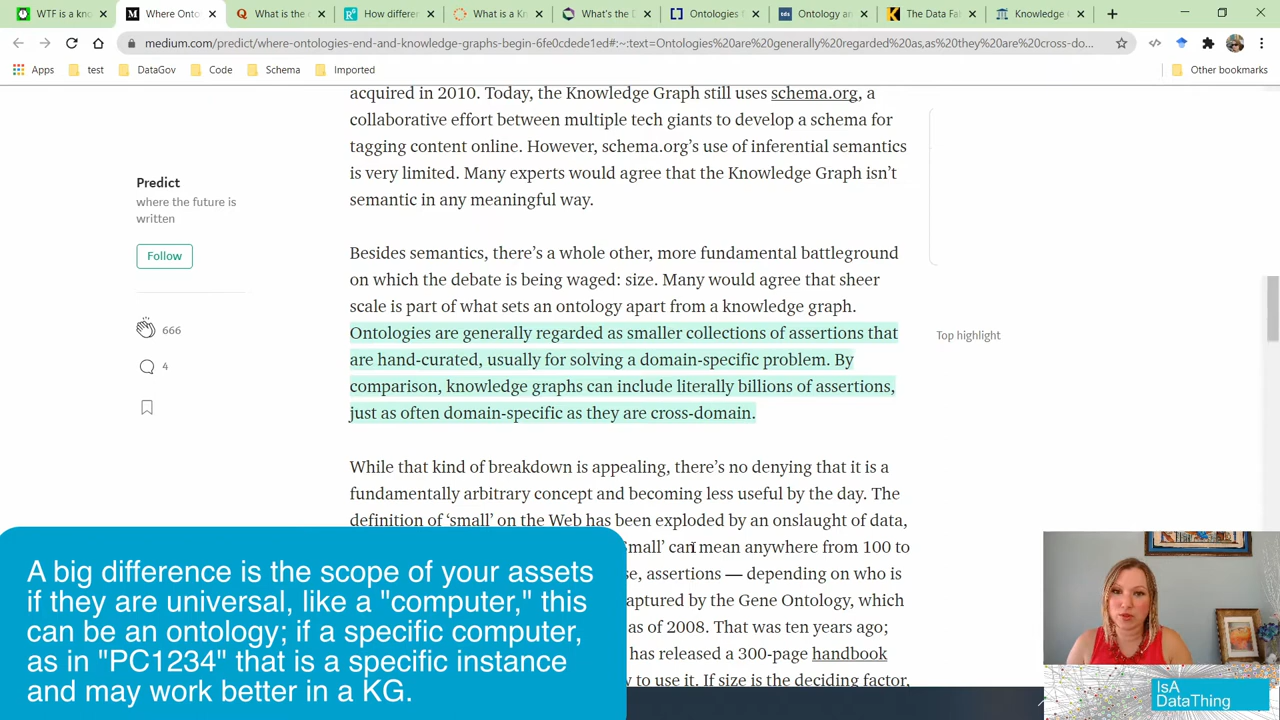 WTF is a kn
Where Onto
What is the
How differen
What is a Kn
What's the D
Ontologies f
Ontology an
The Data Fab
Knowledge
medium.com/predict/where-ontologies-end-and-knowledge-graphs-begin-6fe0cdede1ed#:~:text=Ontologies%20are%20generally%20regarded%20as,as%20they%20are%20cross-do...
Apps test DataGov Code Schema Imported Other bookmarks
acquired in 2010. Today, the Knowledge Graph still uses schema.org, a
collaborative effort between multiple tech giants to develop a schema for
tagging content online. However, schema.org's use of inferential semantics
is very limited. Many experts would agree that the Knowledge Graph isn't
semantic in any meaningful way.
Predict
where the future is
written
Follow
666
4
Besides semantics, there's a whole other, more fundamental battleground
on which the debate is being waged: size. Many would agree that sheer
scale is part of what sets an ontology apart from a knowledge graph.
Ontologies are generally regarded as smaller collections of assertions that
are hand-curated, usually for solving a domain-specific problem. By
comparison, knowledge graphs can include literally billions of assertions,
just as often domain-specific as they are cross-domain.
Top highlight
While that kind of breakdown is appealing, there's no denying that it is a
fundamentally arbitrary concept and becoming less useful by the day. The
definition of 'small' on the Web has been exploded by an onslaught of data,
'Small' can mean anywhere from 100 to
se, assertions — depending on who is
captured by the Gene Ontology, which
as of 2008. That was ten years ago;
has released a 300-page handbook
to use it. If size is the deciding factor,
A big difference is the scope of your assets
if they are universal, like a "computer," this
can be an ontology; if a specific computer,
as in "PC1234" that is a specific instance
and may work better in a KG.
IsA
DataThing